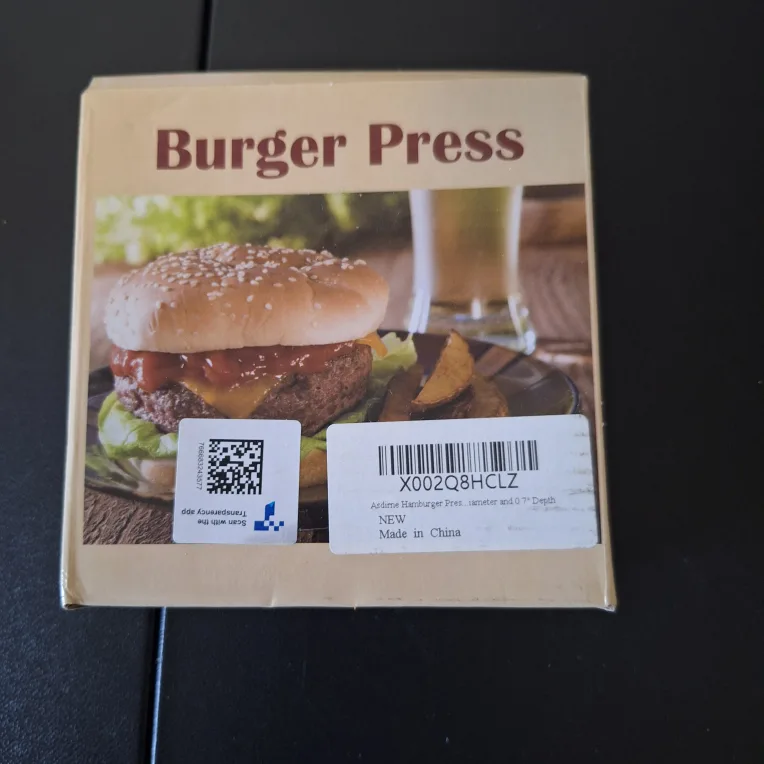 Burger Press
X002Q8HCLZ
Asdirne Hamburger Pres...iameter and 0.7" Depth
NEW
Made in China
Scan with the
Transparency app